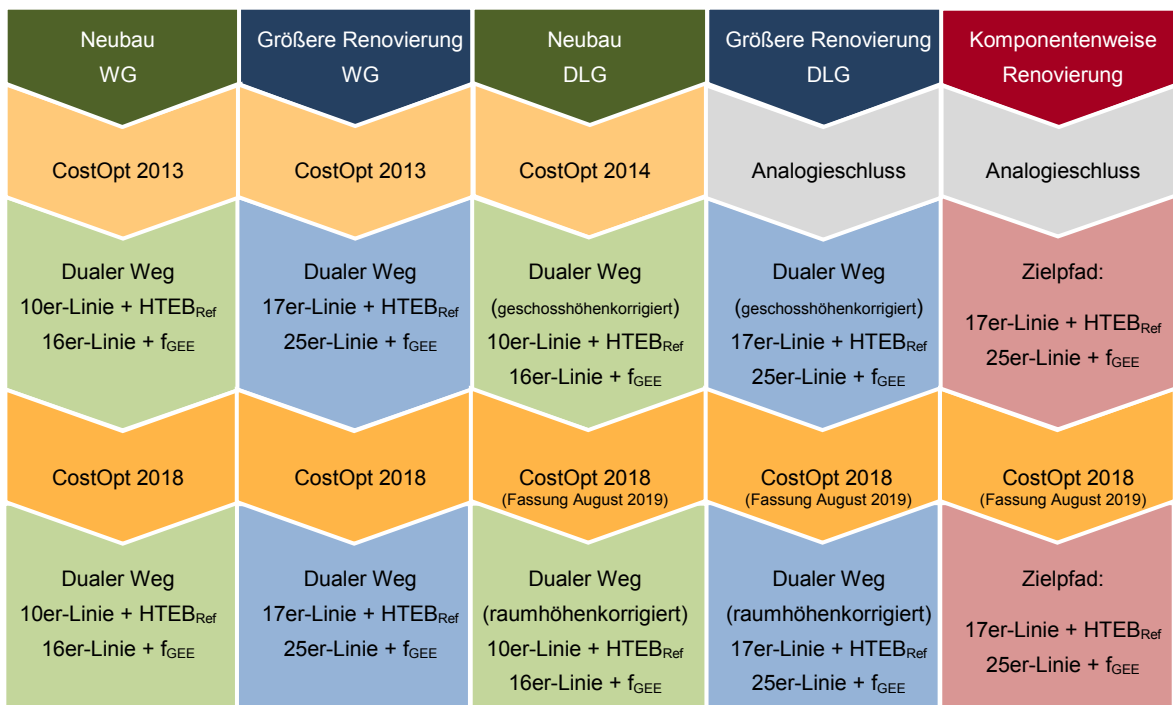 Neubau
WG
Größere Renovierung
WG
Neubau
DLG
Größere Renovierung
DLG
Komponentenweise
Renovierung
CostOpt 2013
CostOpt 2013
CostOpt 2014
Analogieschluss
Analogieschluss
Dualer Weg
10er-Linie + HTEBRef
16er-Linie + fGEE
Dualer Weg
17er-Linie + HTEBRef
25er-Linie + fGEE
Dualer Weg
(geschosshöhenkorrigiert)
10er-Linie + HTEBRef
16er-Linie + fGEE
Dualer Weg
(geschosshöhenkorrigiert)
17er-Linie + HTEBRef
25er-Linie + fGEE
Zielpfad:
17er-Linie + HTEBRef
25er-Linie + fGEE
CostOpt 2018
CostOpt 2018
CostOpt 2018
(Fassung August 2019)
CostOpt 2018
(Fassung August 2019)
CostOpt 2018
(Fassung August 2019)
Dualer Weg
10er-Linie + HTEBRef
16er-Linie + fGEE
Dualer Weg
17er-Linie + HTEBRef
25er-Linie + fGEE
Dualer Weg
(raumhöhenkorrigiert)
10er-Linie + HTEBRef
16er-Linie + fGEE
Dualer Weg
(raumhöhenkorrigiert)
17er-Linie + HTEBRef
25er-Linie + fGEE
Zielpfad:
17er-Linie + HTEBRef
25er-Linie + fGEE